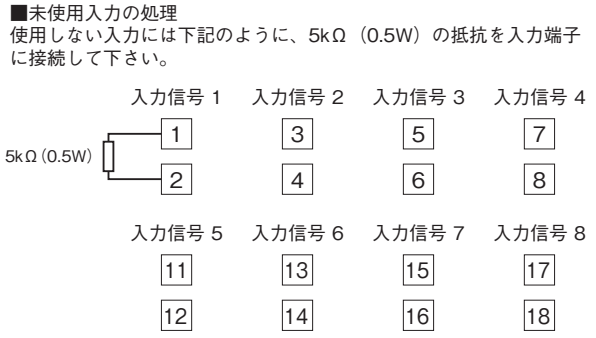 ■未使用入力の処理
使用しない入力には下記のように、5kΩ（0.5W）の抵抗を入力端子
に接続して下さい。
入力信号 1 入力信号 2 入力信号 3 入力信号 4
1 3 5 7
5kΩ(0.5W)
2 4 6 8
入力信号 5 入力信号 6 入力信号 7 入力信号 8
11 13 15 17
12 14 16 18